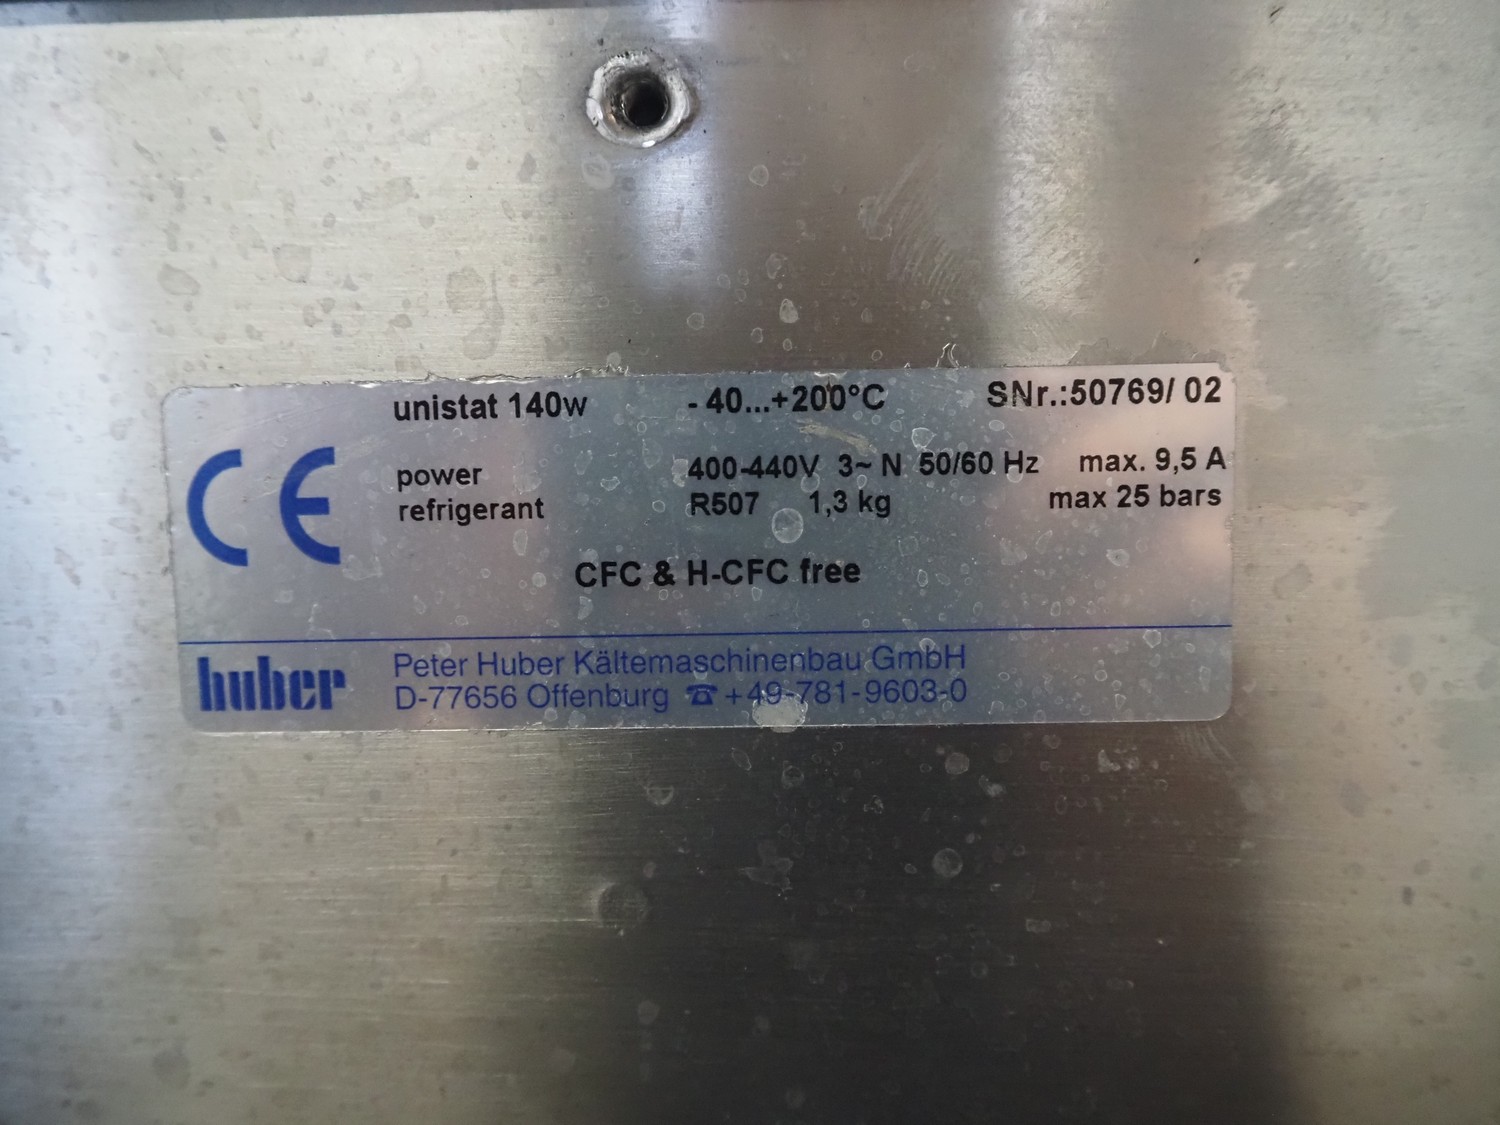 unistat 140w - 40...+200°C SNr.:50769/ 02
CE
power 400-440V 3~ N 50/60 Hz max. 9,5 A
refrigerant R507 1,3 kg max 25 bars
CFC & H-CFC free
huber
Peter Huber Kältemaschinenbau GmbH
D-77656 Offenburg ☎ +49-781-9603-0